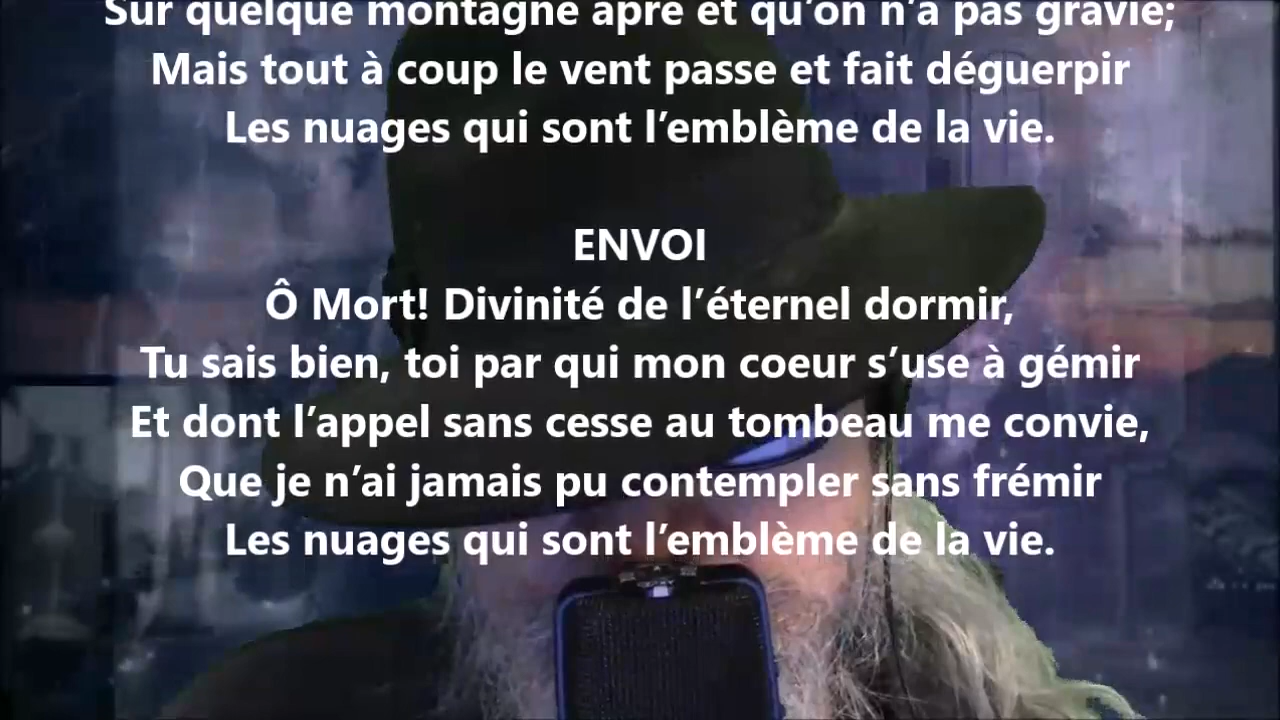 Sur quelque montagne âpre et qu’on n’a pas gravie;
Mais tout à coup le vent passe et fait déguerpir
Les nuages qui sont l’emblème de la vie.
ENVOI
Ô Mort! Divinité de l’éternel dormir,
Tu sais bien, toi par qui mon coeur s’use à gémir
Et dont l’appel sans cesse au tombeau me convie,
Que je n’ai jamais pu contempler sans frémir
Les nuages qui sont l’emblème de la vie.